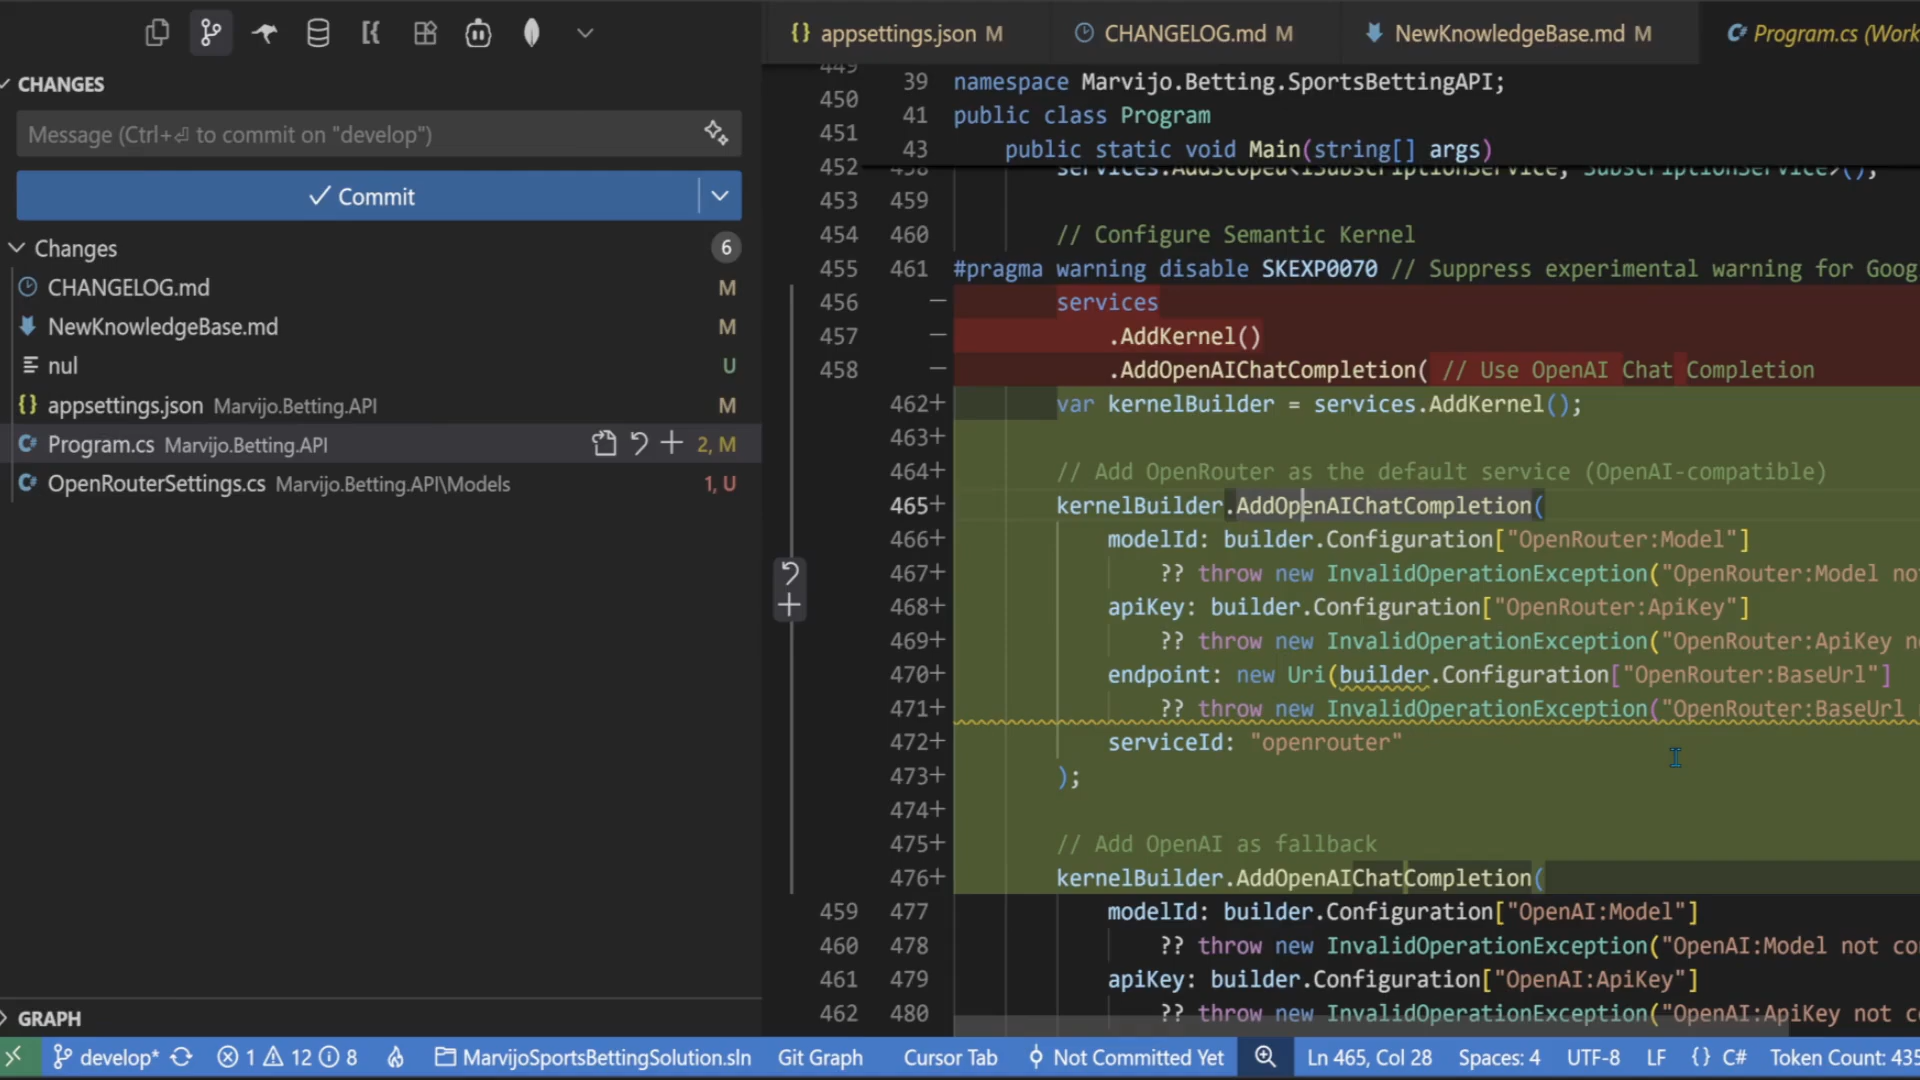 appsettings.json M
CHANGELOG.md M
NewKnowledgeBase.md M
Program.cs (Work
CHANGES
Message (Ctrl+⏎ to commit on "develop")
✓ Commit
Changes 6
CHANGELOG.md M
NewKnowledgeBase.md M
nul U
{} appsettings.json Marvijo.Betting.API M
Program.cs Marvijo.Betting.API 2, M
OpenRouterSettings.cs Marvijo.Betting.API\Models 1, U
GRAPH
449 39 namespace Marvijo.Betting.SportsBettingAPI;
450 41 public class Program
451 43 public static void Main(string[] args)
452 458 services.AddScoped<ISubscriptionService, SubscriptionService>();
453 459
454 460 // Configure Semantic Kernel
455 461 #pragma warning disable SKEXP0070 // Suppress experimental warning for Goog
456 — services
457 — .AddKernel()
458 — .AddOpenAIChatCompletion( // Use OpenAI Chat Completion
462+ var kernelBuilder = services.AddKernel();
463+
464+ // Add OpenRouter as the default service (OpenAI-compatible)
465+ kernelBuilder.AddOpenAIChatCompletion(
466+ modelId: builder.Configuration["OpenRouter:Model"]
467+ ?? throw new InvalidOperationException("OpenRouter:Model no
468+ apiKey: builder.Configuration["OpenRouter:ApiKey"]
469+ ?? throw new InvalidOperationException("OpenRouter:ApiKey n
470+ endpoint: new Uri(builder.Configuration["OpenRouter:BaseUrl"]
471+ ?? throw new InvalidOperationException("OpenRouter:BaseUrl
472+ serviceId: "openrouter"
473+ );
474+
475+ // Add OpenAI as fallback
476+ kernelBuilder.AddOpenAIChatCompletion(
459 477 modelId: builder.Configuration["OpenAI:Model"]
460 478 ?? throw new InvalidOperationException("OpenAI:Model not co
461 479 apiKey: builder.Configuration["OpenAI:ApiKey"]
462 480 ?? throw new InvalidOperationException("OpenAI:ApiKey not c
develop* 1 12 8 MarvijoSportsBettingSolution.sln Git Graph Cursor Tab Not Committed Yet Ln 465, Col 28 Spaces: 4 UTF-8 LF {} C# Token Count: 435